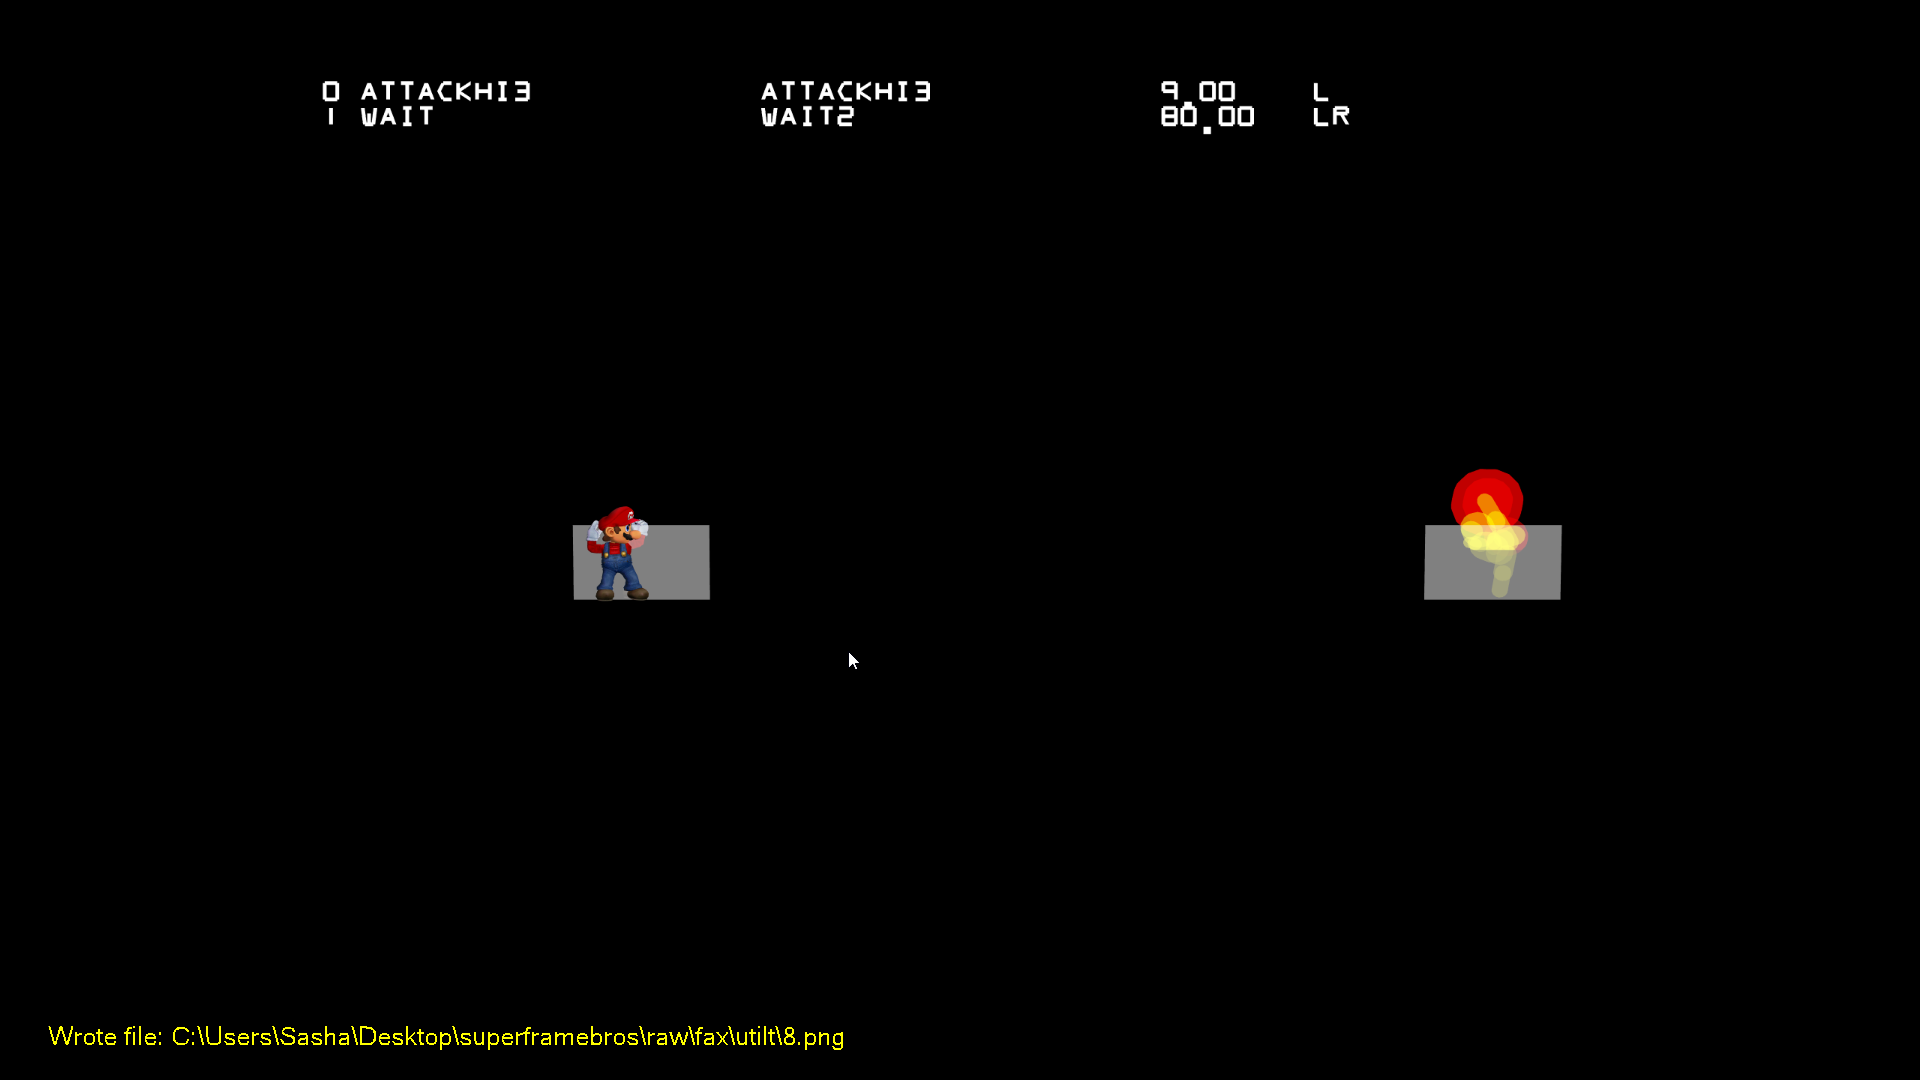 0 ATTACKHI3 ATTACKHI3 9.00 L
1 WAIT WAIT2 80.00 LR
Wrote file: C:\Users\Sasha\Desktop\superframebros\raw\fax\utilt\8.png